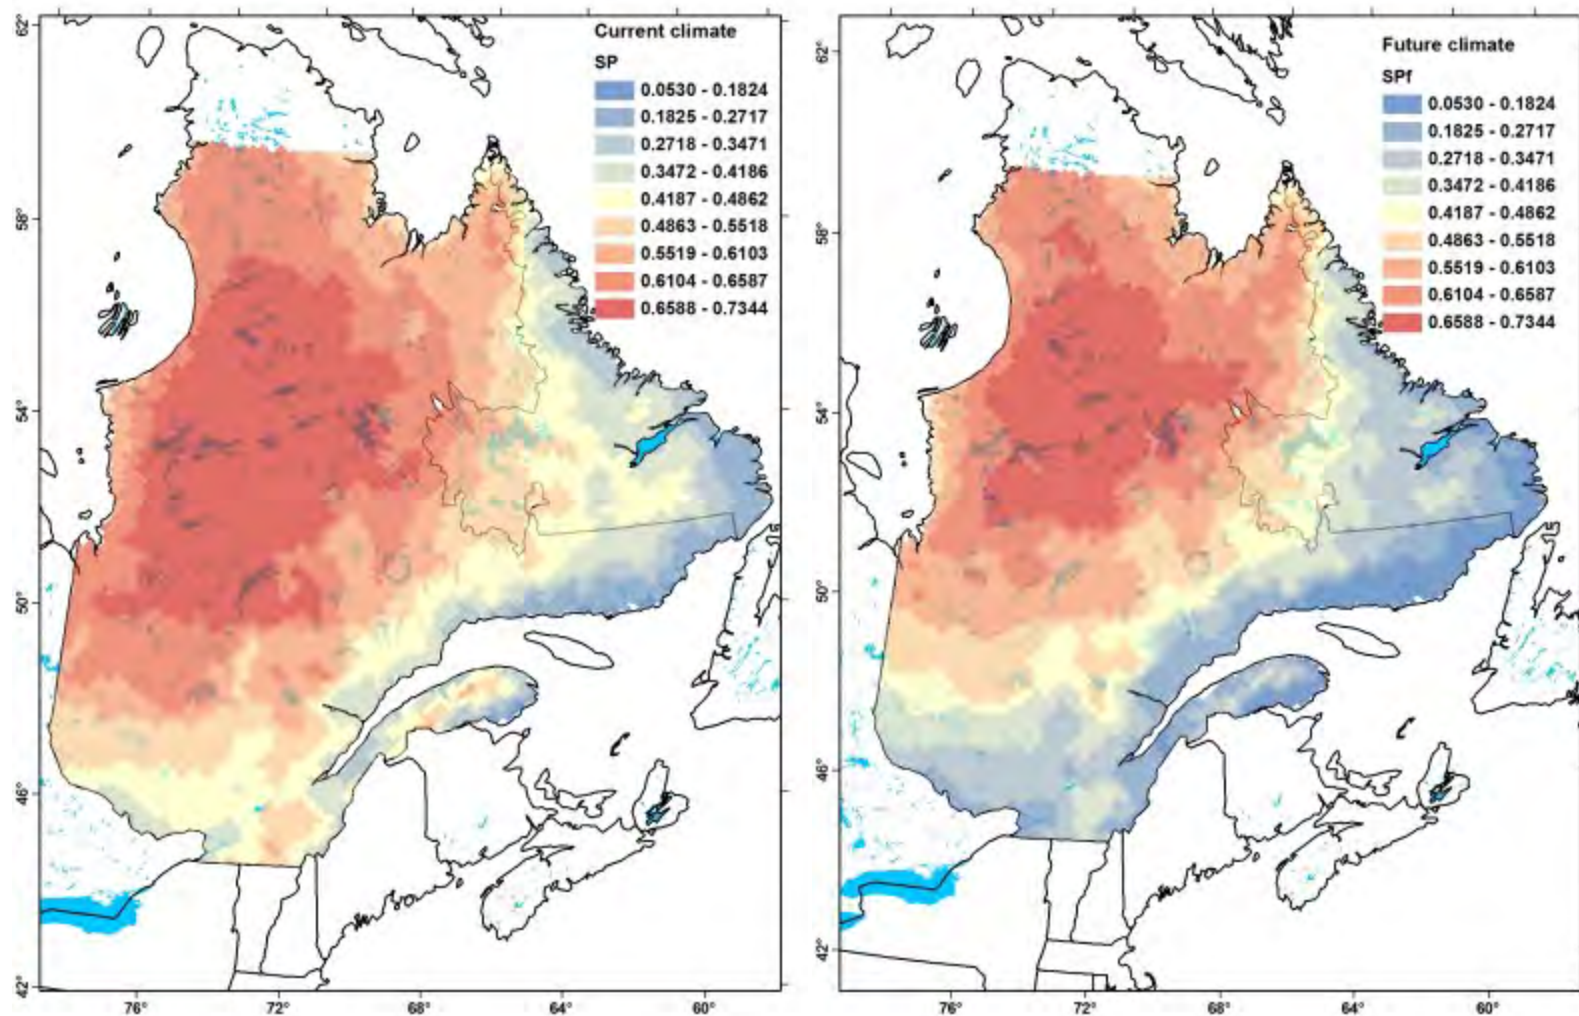 Current climate
SP
0.0530 - 0.1824
0.1825 - 0.2717
0.2718 - 0.3471
0.3472 - 0.4186
0.4187 - 0.4862
0.4863 - 0.5518
0.5519 - 0.6103
0.6104 - 0.6587
0.6588 - 0.7344
62°
58°
54°
50°
46°
42°
76°
72°
68°
64°
60°
Future climate
SPf
0.0530 - 0.1824
0.1825 - 0.2717
0.2718 - 0.3471
0.3472 - 0.4186
0.4187 - 0.4862
0.4863 - 0.5518
0.5519 - 0.6103
0.6104 - 0.6587
0.6588 - 0.7344
62°
58°
54°
50°
46°
42°
76°
72°
68°
64°
60°